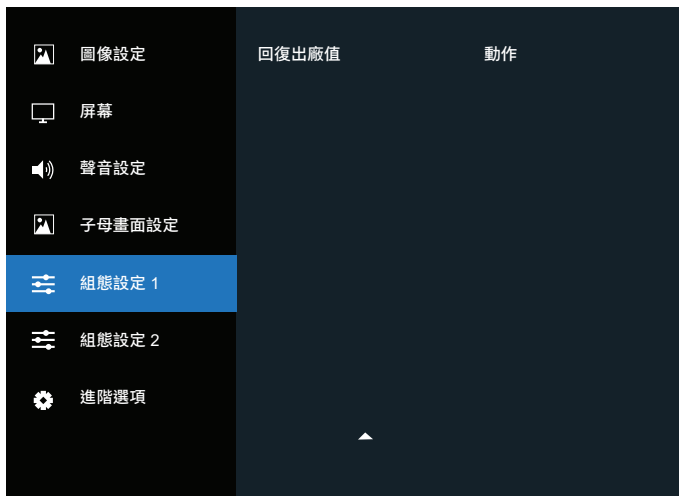 圖像設定
屏幕
聲音設定
子母畫面設定
組態設定 1
組態設定 2
進階選項
回復出廠值 動作